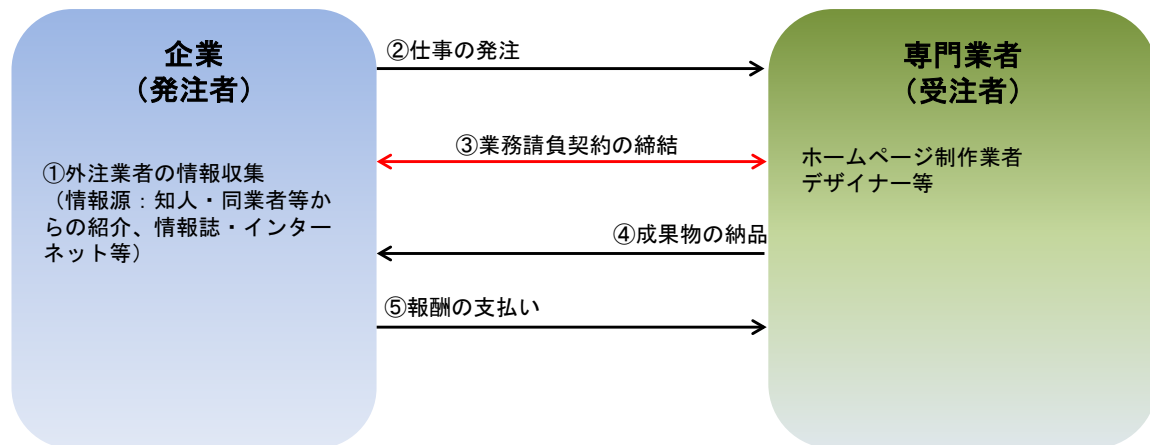 企業
（発注者）
①外注業者の情報収集
（情報源：知人・同業者等か
らの紹介、情報誌・インター
ネット等）
②仕事の発注
③業務請負契約の締結
④成果物の納品
⑤報酬の支払い
専門業者
（受注者）
ホームページ制作業者
デザイナー等